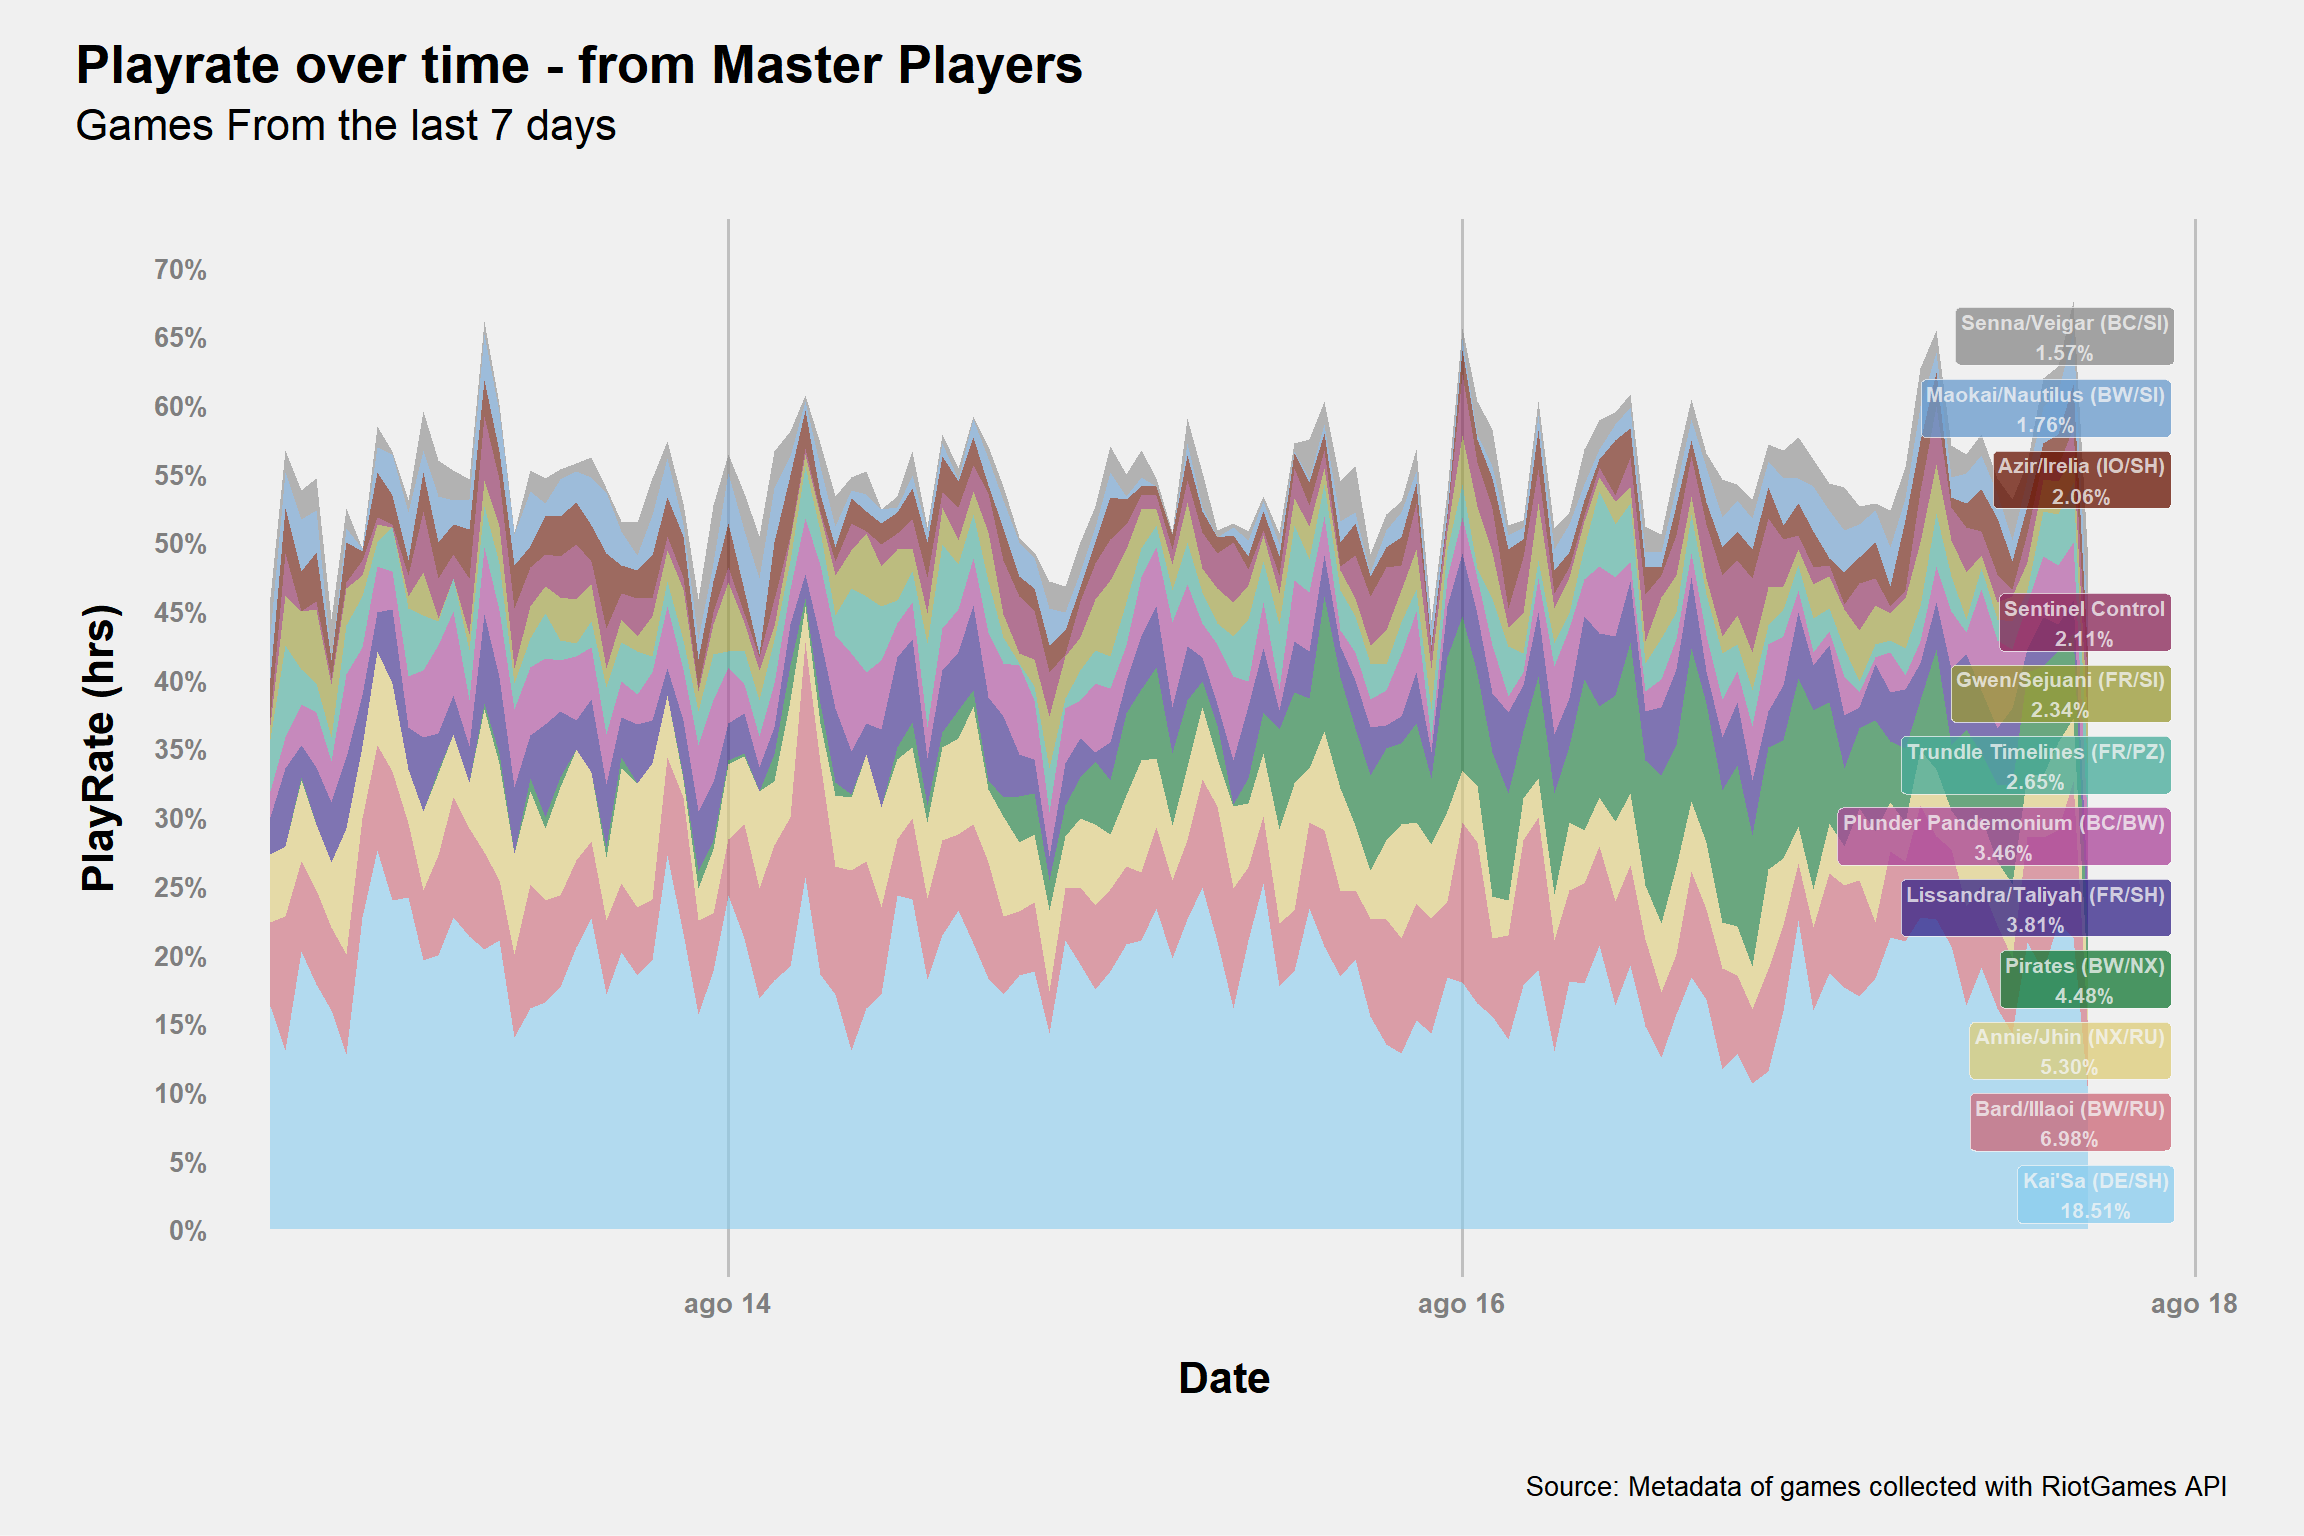 Playrate over time - from Master Players
Games From the last 7 days
PlayRate (hrs)
70%
65%
60%
55%
50%
45%
40%
35%
30%
25%
20%
15%
10%
5%
0%
Senna/Veigar (BC/SI)
1.57%
Maokai/Nautilus (BW/SI)
1.76%
Azir/Irelia (IO/SH)
2.06%
Sentinel Control
2.11%
Gwen/Sejuani (FR/SI)
2.34%
Trundle Timelines (FR/PZ)
2.65%
Plunder Pandemonium (BC/BW)
3.46%
Lissandra/Taliyah (FR/SH)
3.81%
Pirates (BW/NX)
4.48%
Annie/Jhin (NX/RU)
5.30%
Bard/Illaoi (BW/RU)
6.98%
Kai'Sa (DE/SH)
18.51%
ago 14
ago 16
ago 18
Date
Source: Metadata of games collected with RiotGames API